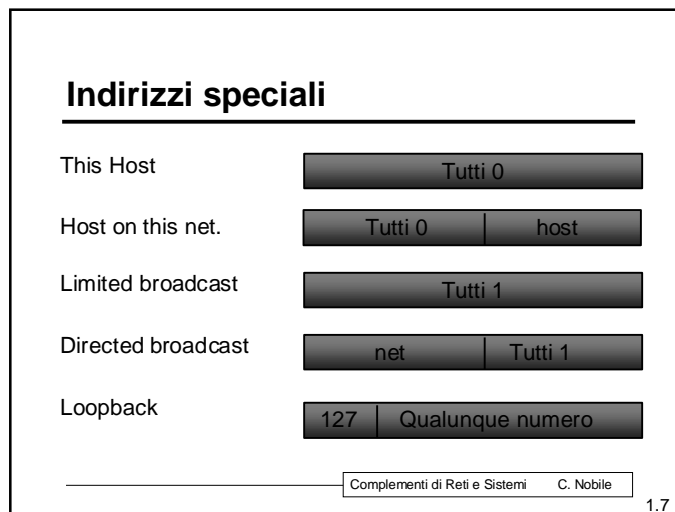 Indirizzi speciali
This Host
Tutti 0
Host on this net.
Tutti 0 host
Limited broadcast
Tutti 1
Directed broadcast
net Tutti 1
Loopback
127 Qualunque numero
Complementi di Reti e Sistemi C. Nobile
1.7